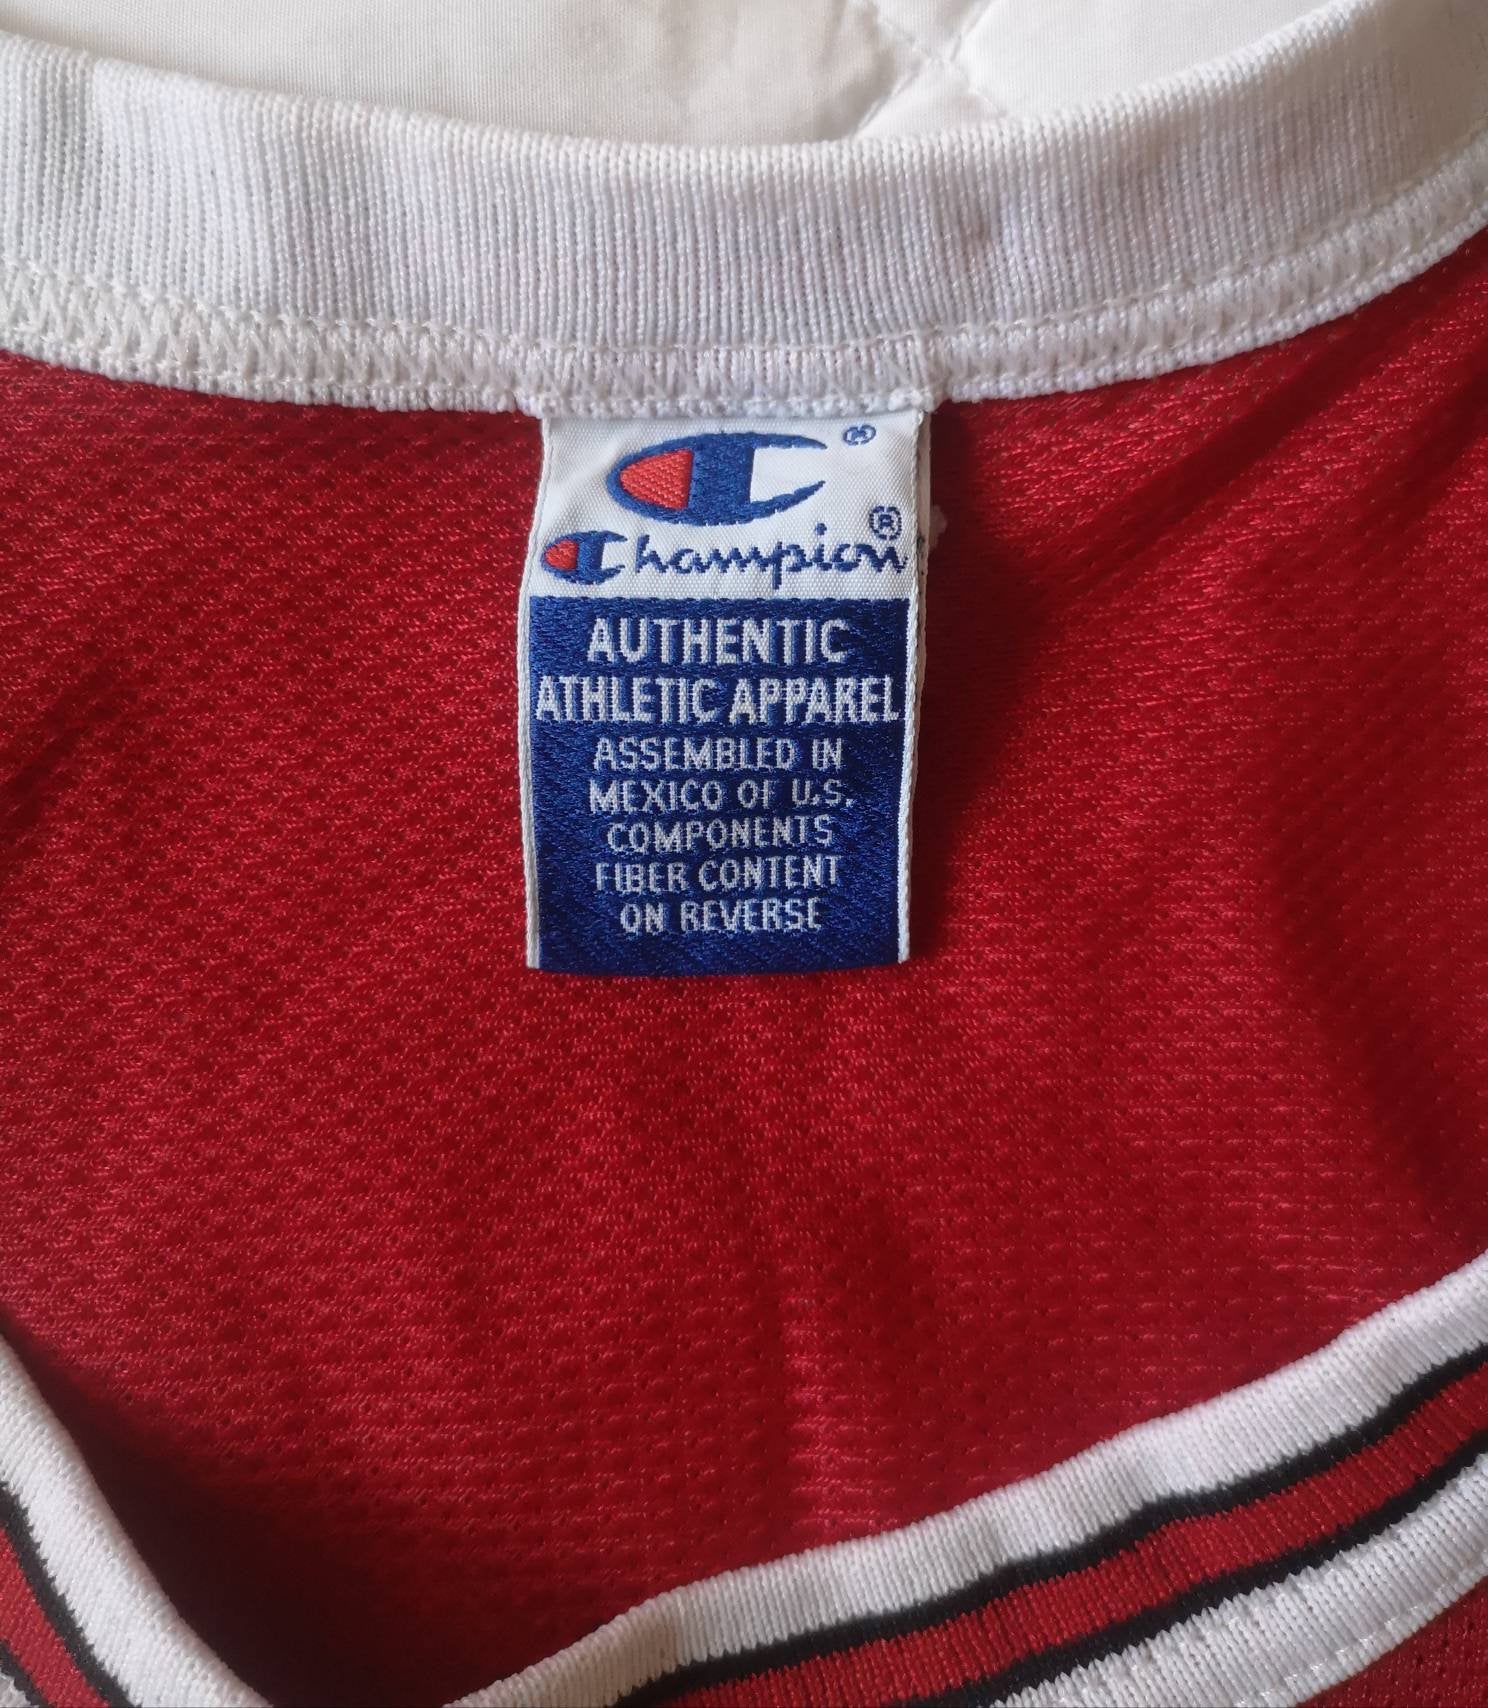 ®
Champion®
AUTHENTIC
ATHLETIC APPAREL
ASSEMBLED IN
MEXICO OF U.S.
COMPONENTS
FIBER CONTENT
ON REVERSE